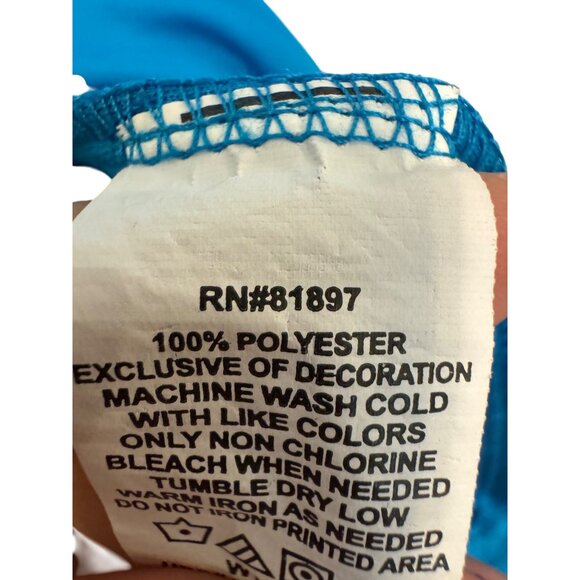 RN#81897
100% POLYESTER
EXCLUSIVE OF DECORATION
MACHINE WASH COLD
WITH LIKE COLORS
ONLY NON CHLORINE
BLEACH WHEN NEEDED
TUMBLE DRY LOW
WARM IRON AS NEEDED
DO NOT IRON PRINTED AREA